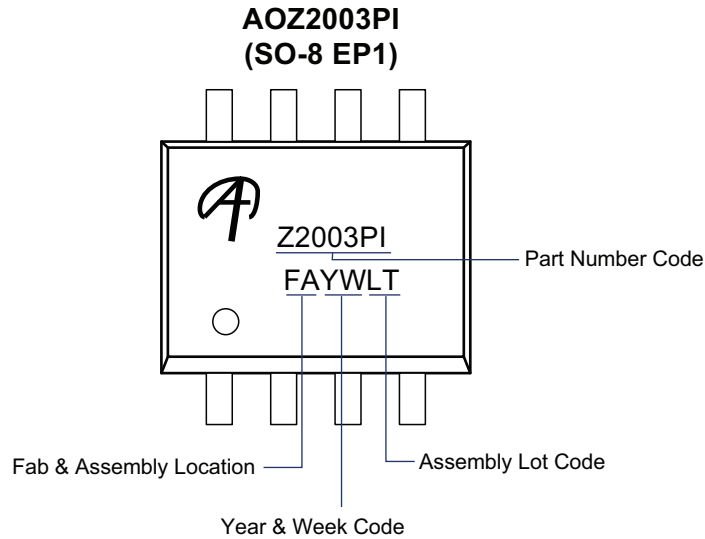 AOZ2003PI
(SO-8 EP1)
Z2003PI
Part Number Code
FAYWLT
Fab & Assembly Location
Assembly Lot Code
Year & Week Code